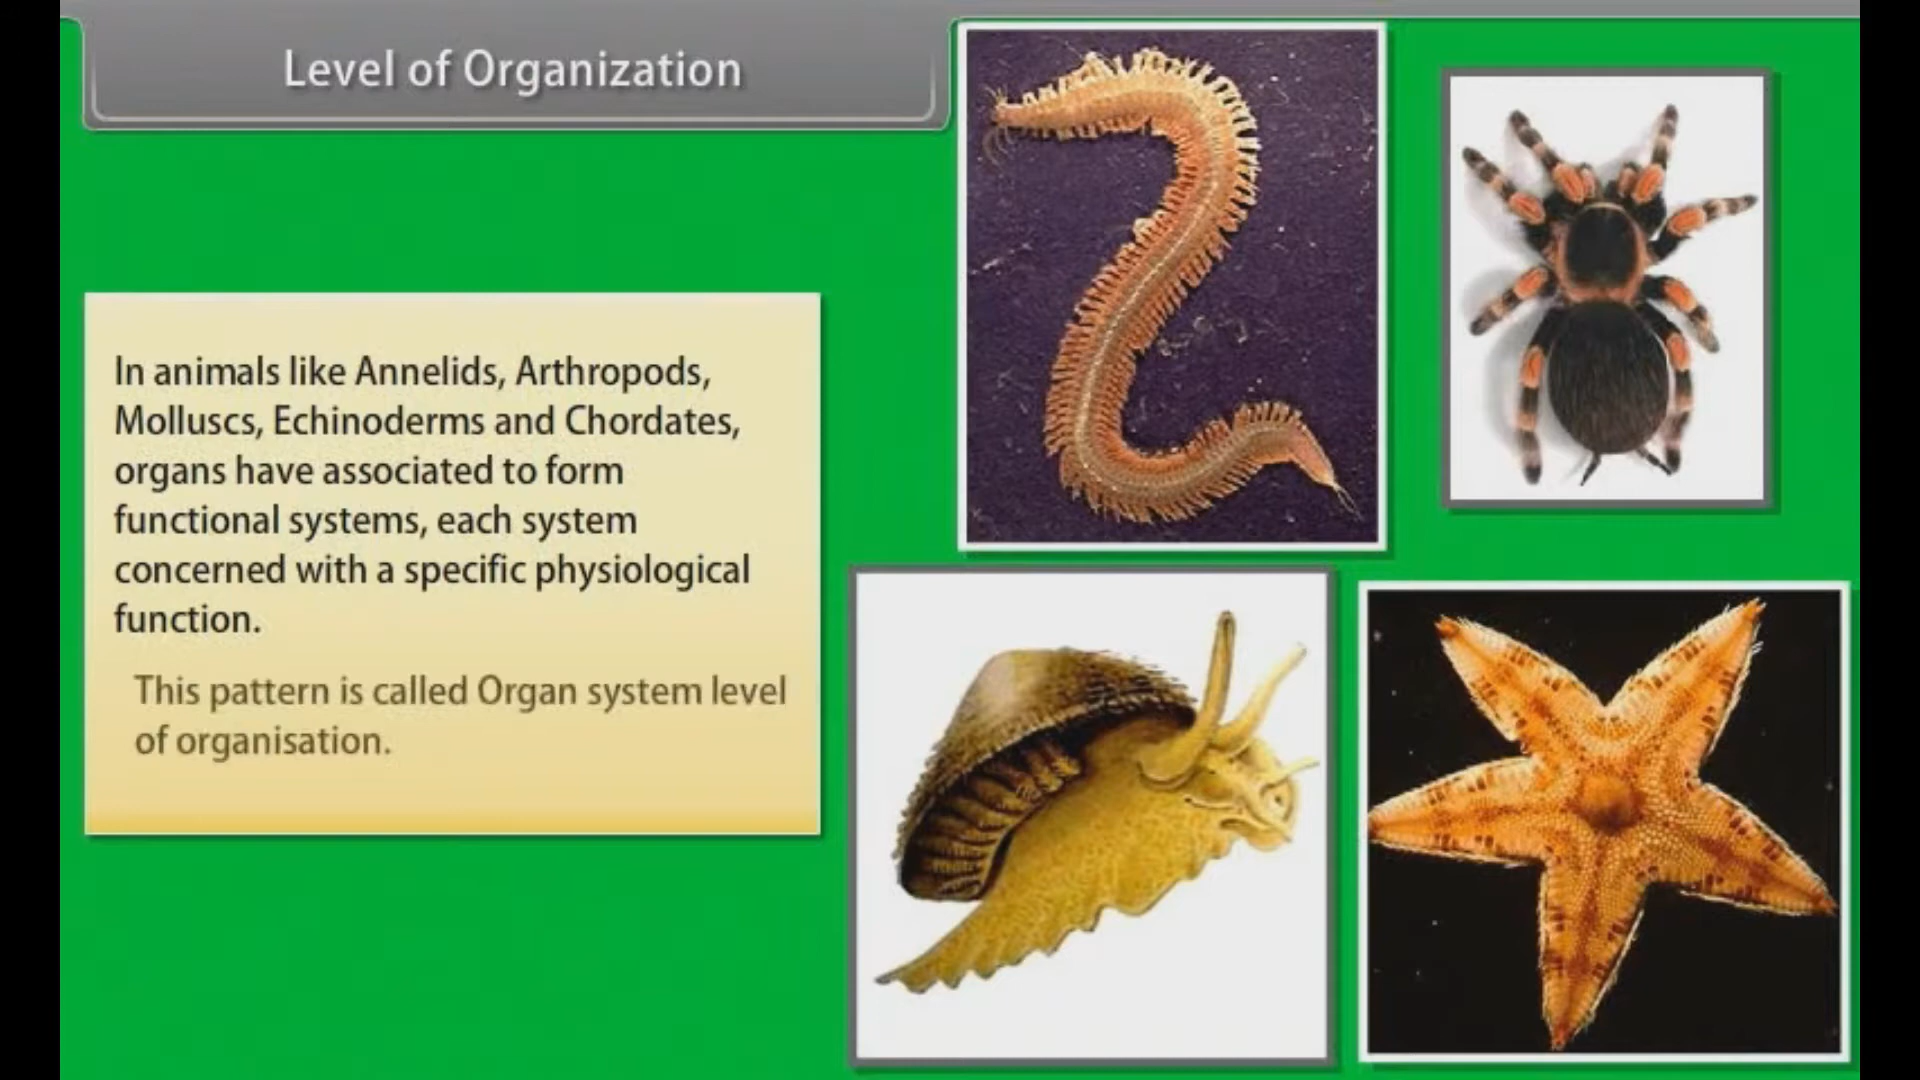 Level of Organization
In animals like Annelids, Arthropods,
Molluscs, Echinoderms and Chordates,
organs have associated to form
functional systems, each system
concerned with a specific physiological
function.
This pattern is called Organ system level
of organisation.